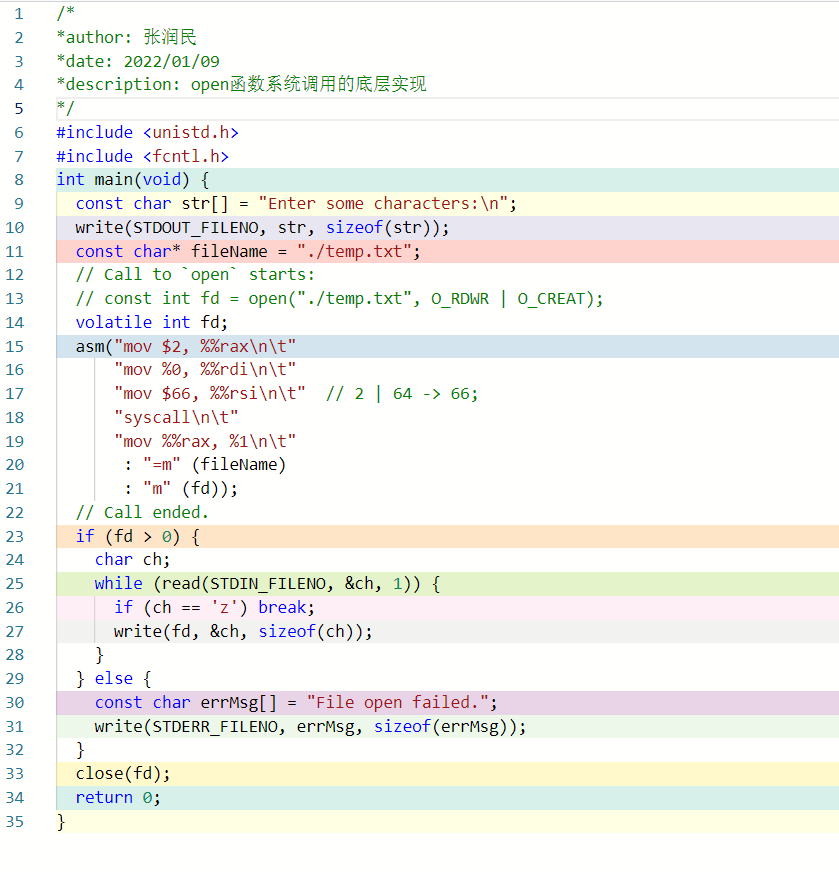 1 /*
2 *author: 张润民
3 *date: 2022/01/09
4 *description: open函数系统调用的底层实现
5 */
6 #include <unistd.h>
7 #include <fcntl.h>
8 int main(void) {
9   const char str[] = "Enter some characters:\n";
10   write(STDOUT_FILENO, str, sizeof(str));
11   const char* fileName = "./temp.txt";
12   // Call to `open` starts:
13   // const int fd = open("./temp.txt", O_RDWR | O_CREAT);
14   volatile int fd;
15   asm("mov $2, %%rax\n\t"
16       "mov %0, %%rdi\n\t"
17       "mov $66, %%rsi\n\t"  // 2 | 64 -> 66;
18       "syscall\n\t"
19       "mov %%rax, %1\n\t"
20        : "=m" (fileName)
21        : "m" (fd));
22   // Call ended.
23   if (fd > 0) {
24     char ch;
25     while (read(STDIN_FILENO, &ch, 1)) {
26       if (ch == 'z') break;
27       write(fd, &ch, sizeof(ch));
28     }
29   } else {
30     const char errMsg[] = "File open failed.";
31     write(STDERR_FILENO, errMsg, sizeof(errMsg));
32   }
33   close(fd);
34   return 0;
35 }